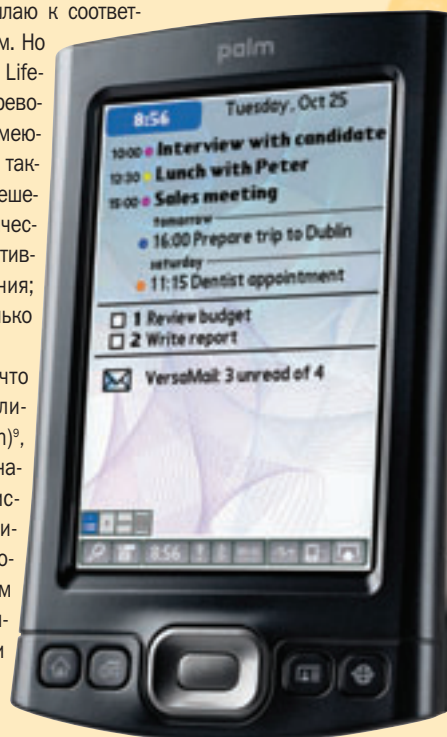 ылаю к соответ-
м. Но
Life-
рево-
мею-
так-
еше-
чес-
тив-
ния;
лько
что
ли-
n)⁹,
на-
ис-
и-
о-
м
и-
и
palm
8:56 Tuesday, Oct 25
10:00 Interview with candidate
12:30 Lunch with Peter
15:00 Sales meeting
tomorrow
16:00 Prepare trip to Dublin
saturday
11:15 Dentist appointment
1 Review budget
2 Write report
VersaMail: 3 unread of 4
8:56